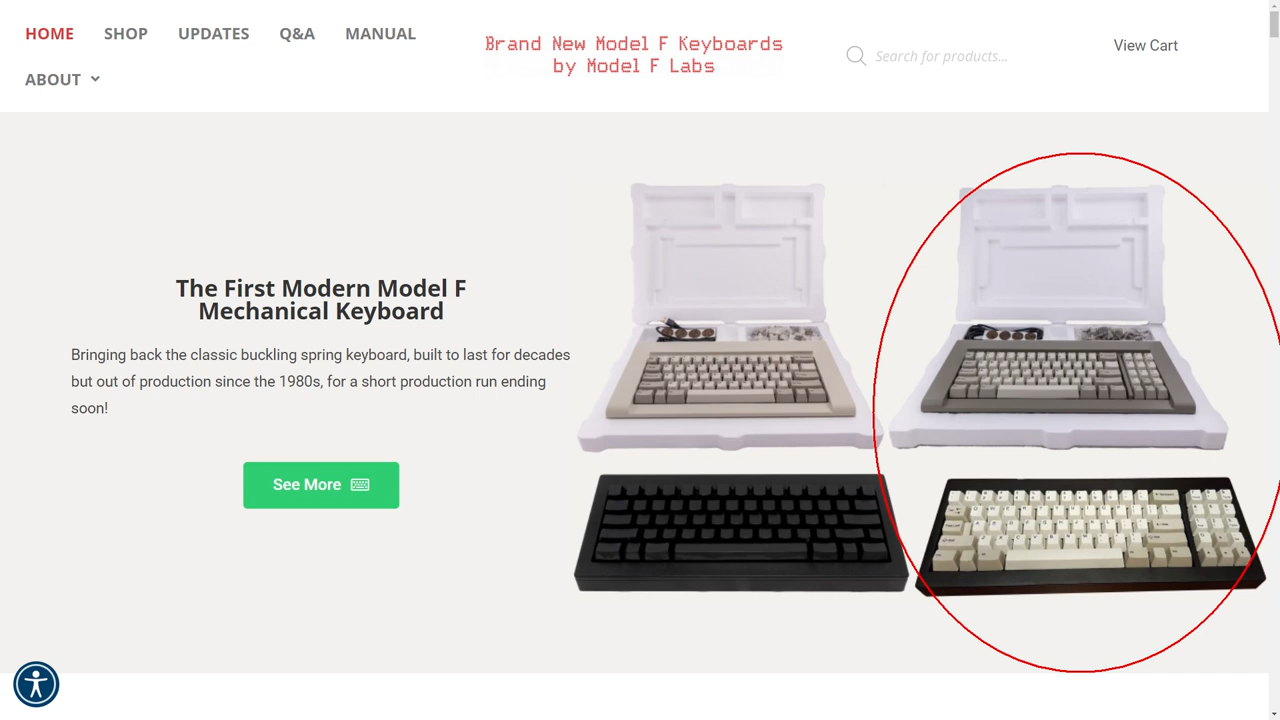 HOME SHOP UPDATES Q&A MANUAL
ABOUT
Brand New Model F Keyboards
by Model F Labs
Search for products...
View Cart
The First Modern Model F
Mechanical Keyboard
Bringing back the classic buckling spring keyboard, built to last for decades
but out of production since the 1980s, for a short production run ending
soon!
See More